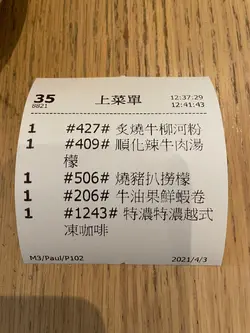 35 上菜單 12:37:29
8821 12:41:43
1 #427# 炙燒牛柳河粉
1 #409# 順化辣牛肉湯
檬
1 #506# 燒豬扒撈檬
1 #206# 牛油果鮮蝦卷
1 #1243# 特濃特濃越式
凍咖啡
M3/Paul/P102 2021/4/3